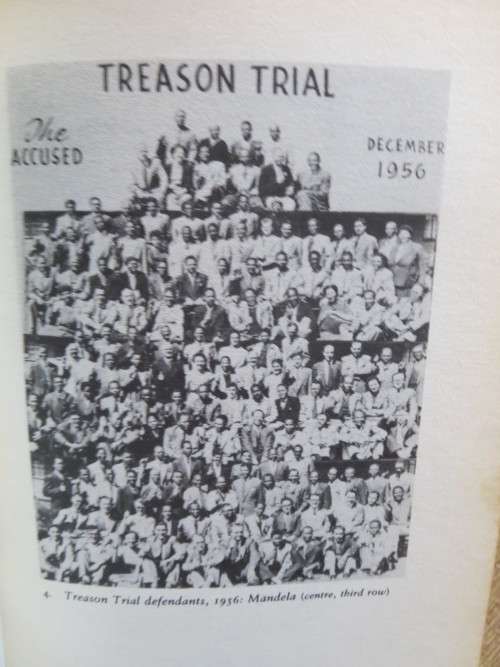 TREASON TRIAL
The
ACCUSED
DECEMBER
1956
4. Treason Trial defendants, 1956: Mandela (centre, third row)